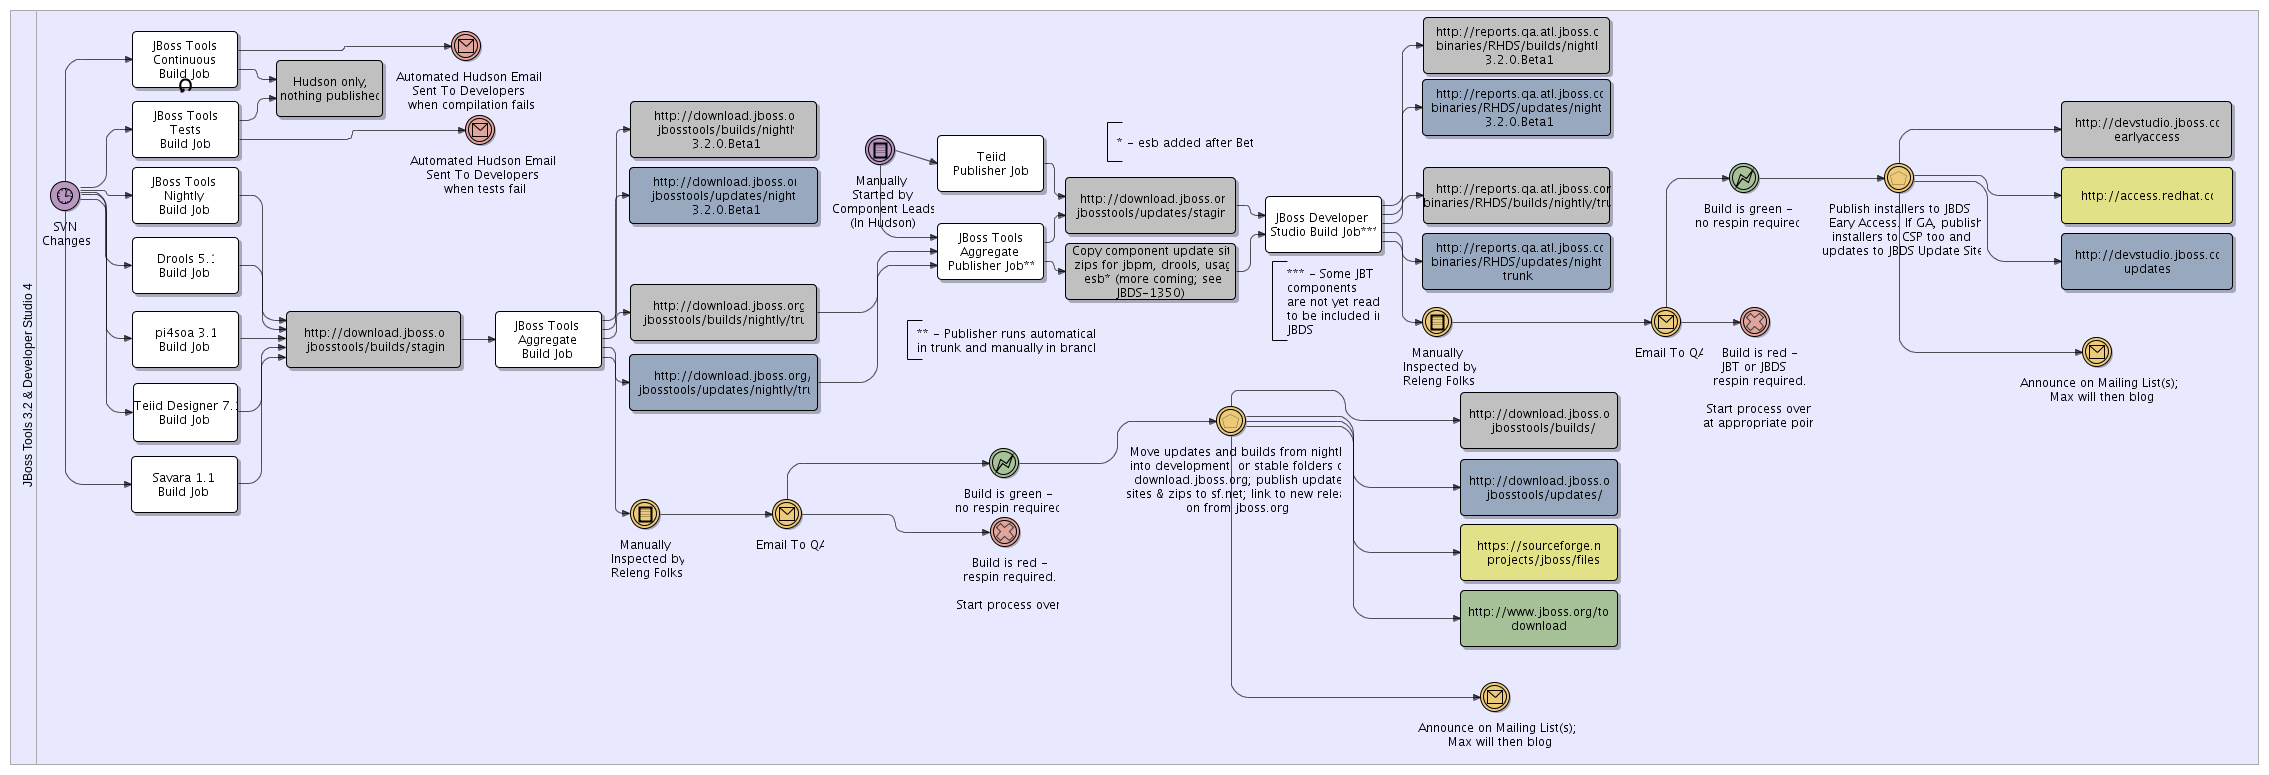 JBoss Tools 3.2 & Developer Studio 4
SVN
Changes
JBoss Tools
Continuous
Build Job
JBoss Tools
Tests
Build Job
JBoss Tools
Nightly
Build Job
Drools 5.
Build Job
pi4soa 3.1
Build Job
Teiid Designer 7.
Build Job
Savara 1.1
Build Job
Hudson only,
nothing published
Automated Hudson Email
Sent To Developers
when compilation fails
Automated Hudson Email
Sent To Developers
when tests fail
http://download.jboss.o
jbosstools/builds/stagin
JBoss Tools
Aggregate
Build Job
http://download.jboss.o
jbosstools/builds/nightl
3.2.0.Beta1
http://download.jboss.o
jbosstools/updates/night
3.2.0.Beta1
http://download.jboss.org
jbosstools/builds/nightly/tru
http://download.jboss.org/
jbosstools/updates/nightly/tru
Manually
Inspected by
Releng Folks
Email To QA
Build is green –
no respin required
Build is red –
respin required.
Start process over
Manually
Started by
Component Leads
(In Hudson)
Teiid
Publisher Job
JBoss Tools
Aggregate
Publisher Job**
* – esb added after Bet
** – Publisher runs automatical
in trunk and manually in branc
http://download.jboss.or
jbosstools/updates/stagin
Copy component update sit
zips for jbpm, drools, usag
esb* (more coming; see
JBDS–1350)
JBoss Developer
Studio Build Job***
*** – Some JBT
components
are not yet read
to be included i
JBDS
http://reports.qa.atl.jboss.c
binaries/RHDS/builds/nightl
3.2.0.Beta1
http://reports.qa.atl.jboss.co
binaries/RHDS/updates/night
3.2.0.Beta1
http://reports.qa.atl.jboss.com
binaries/RHDS/builds/nightly/tru
http://reports.qa.atl.jboss.co
binaries/RHDS/updates/night
trunk
Manually
Inspected by
Releng Folks
Email To QA
Build is green –
no respin required
Build is red –
JBT or JBDS
respin required.
Start process over
at appropriate poin
Publish installers to JBDS
Eary Access. If GA, publish
installers to CSP too and
updates to JBDS Update Site
http://devstudio.jboss.co
earlyaccess
http://access.redhat.co
http://devstudio.jboss.co
updates
Announce on Mailing List(s);
Max will then blog
Move updates and builds from nightl
into development or stable folders o
download.jboss.org; publish update
sites & zips to sf.net; link to new relea
on from jboss.org
http://download.jboss.o
jbosstools/builds/
http://download.jboss.o
jbosstools/updates/
https://sourceforge.n
projects/jboss/files
http://www.jboss.org/to
download
Announce on Mailing List(s);
Max will then blog